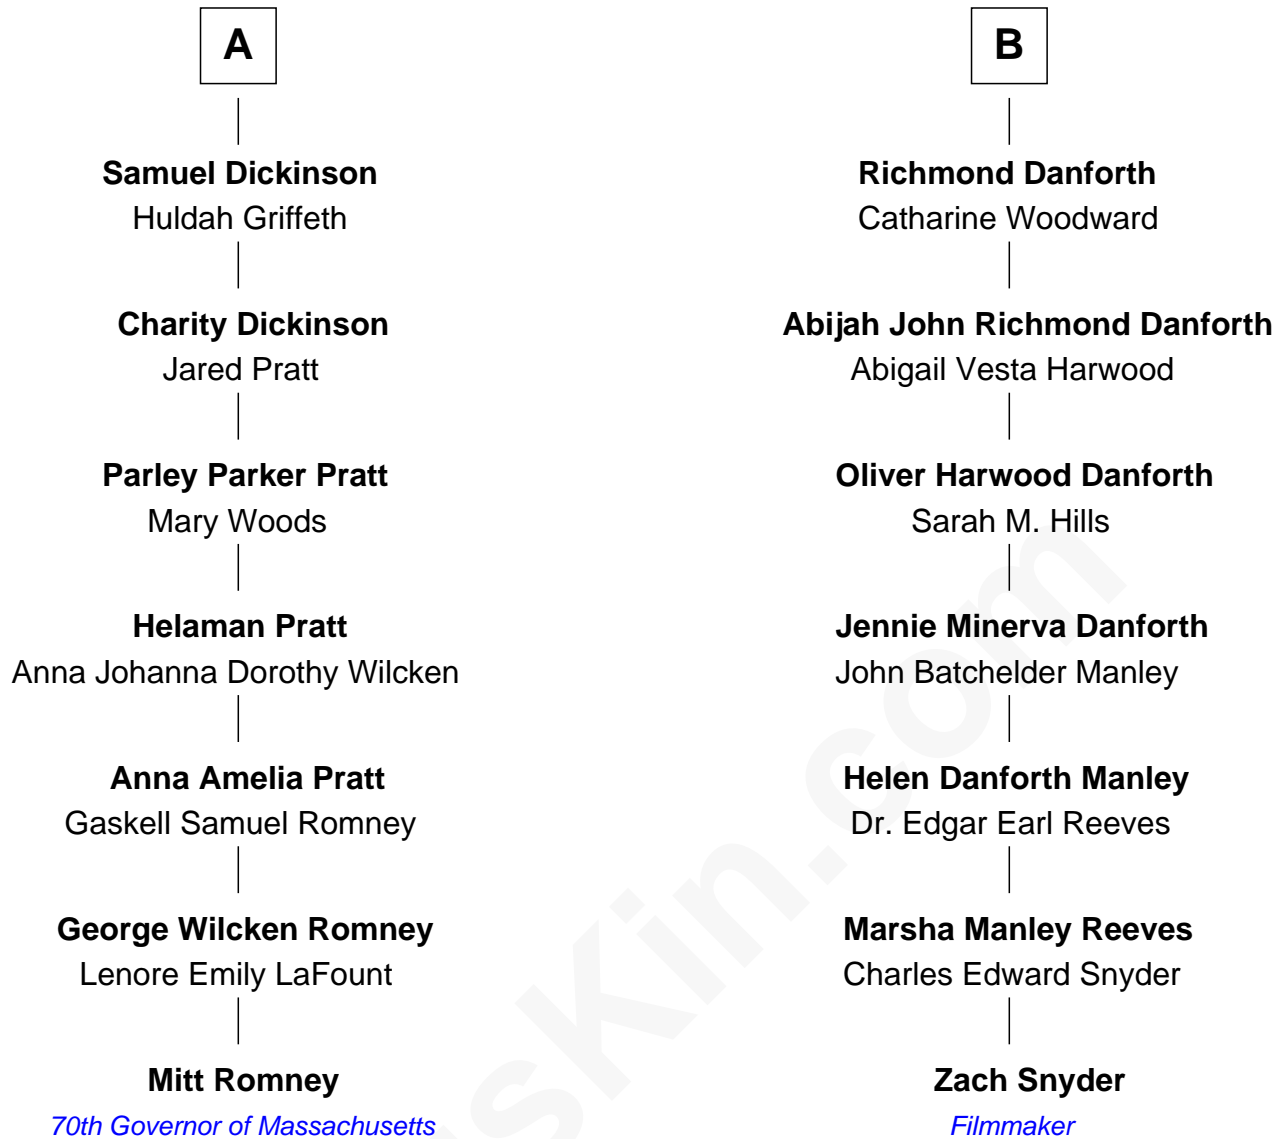 A
Samuel Dickinson
Huldah Griffeth
Charity Dickinson
Jared Pratt
Parley Parker Pratt
Mary Woods
Helaman Pratt
Anna Johanna Dorothy Wilcken
Anna Amelia Pratt
Gaskell Samuel Romney
George Wilcken Romney
Lenore Emily LaFount
Mitt Romney
70th Governor of Massachusetts
B
Richmond Danforth
Catharine Woodward
Abijah John Richmond Danforth
Abigail Vesta Harwood
Oliver Harwood Danforth
Sarah M. Hills
Jennie Minerva Danforth
John Batchelder Manley
Helen Danforth Manley
Dr. Edgar Earl Reeves
Marsha Manley Reeves
Charles Edward Snyder
Zach Snyder
Filmmaker
sKin.com